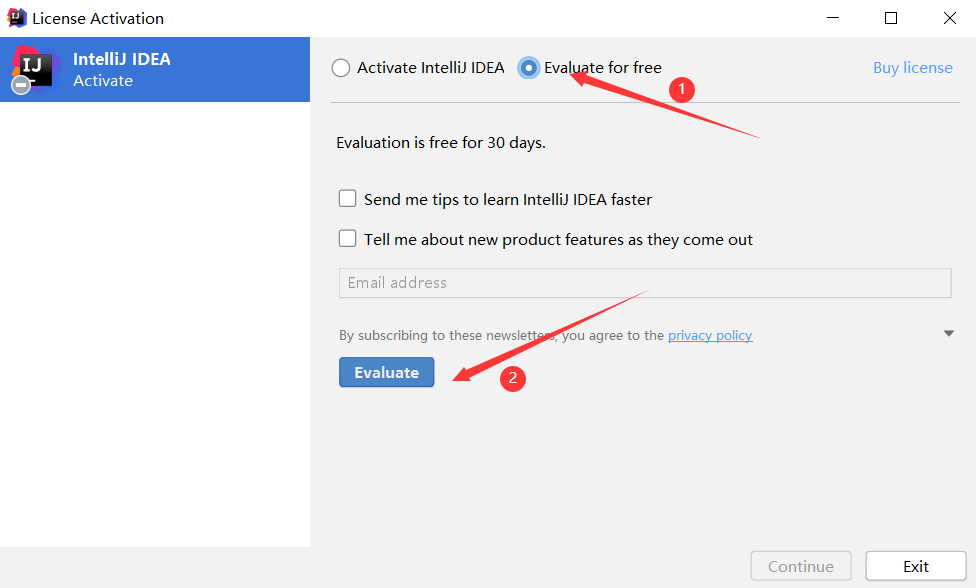 License Activation
IJ
IntelliJ IDEA
Activate
Activate IntelliJ IDEA
Evaluate for free
Buy license
1
Evaluation is free for 30 days.
Send me tips to learn IntelliJ IDEA faster
Tell me about new product features as they come out
Email address
By subscribing to these newsletters, you agree to the privacy policy
Evaluate
2
Continue
Exit